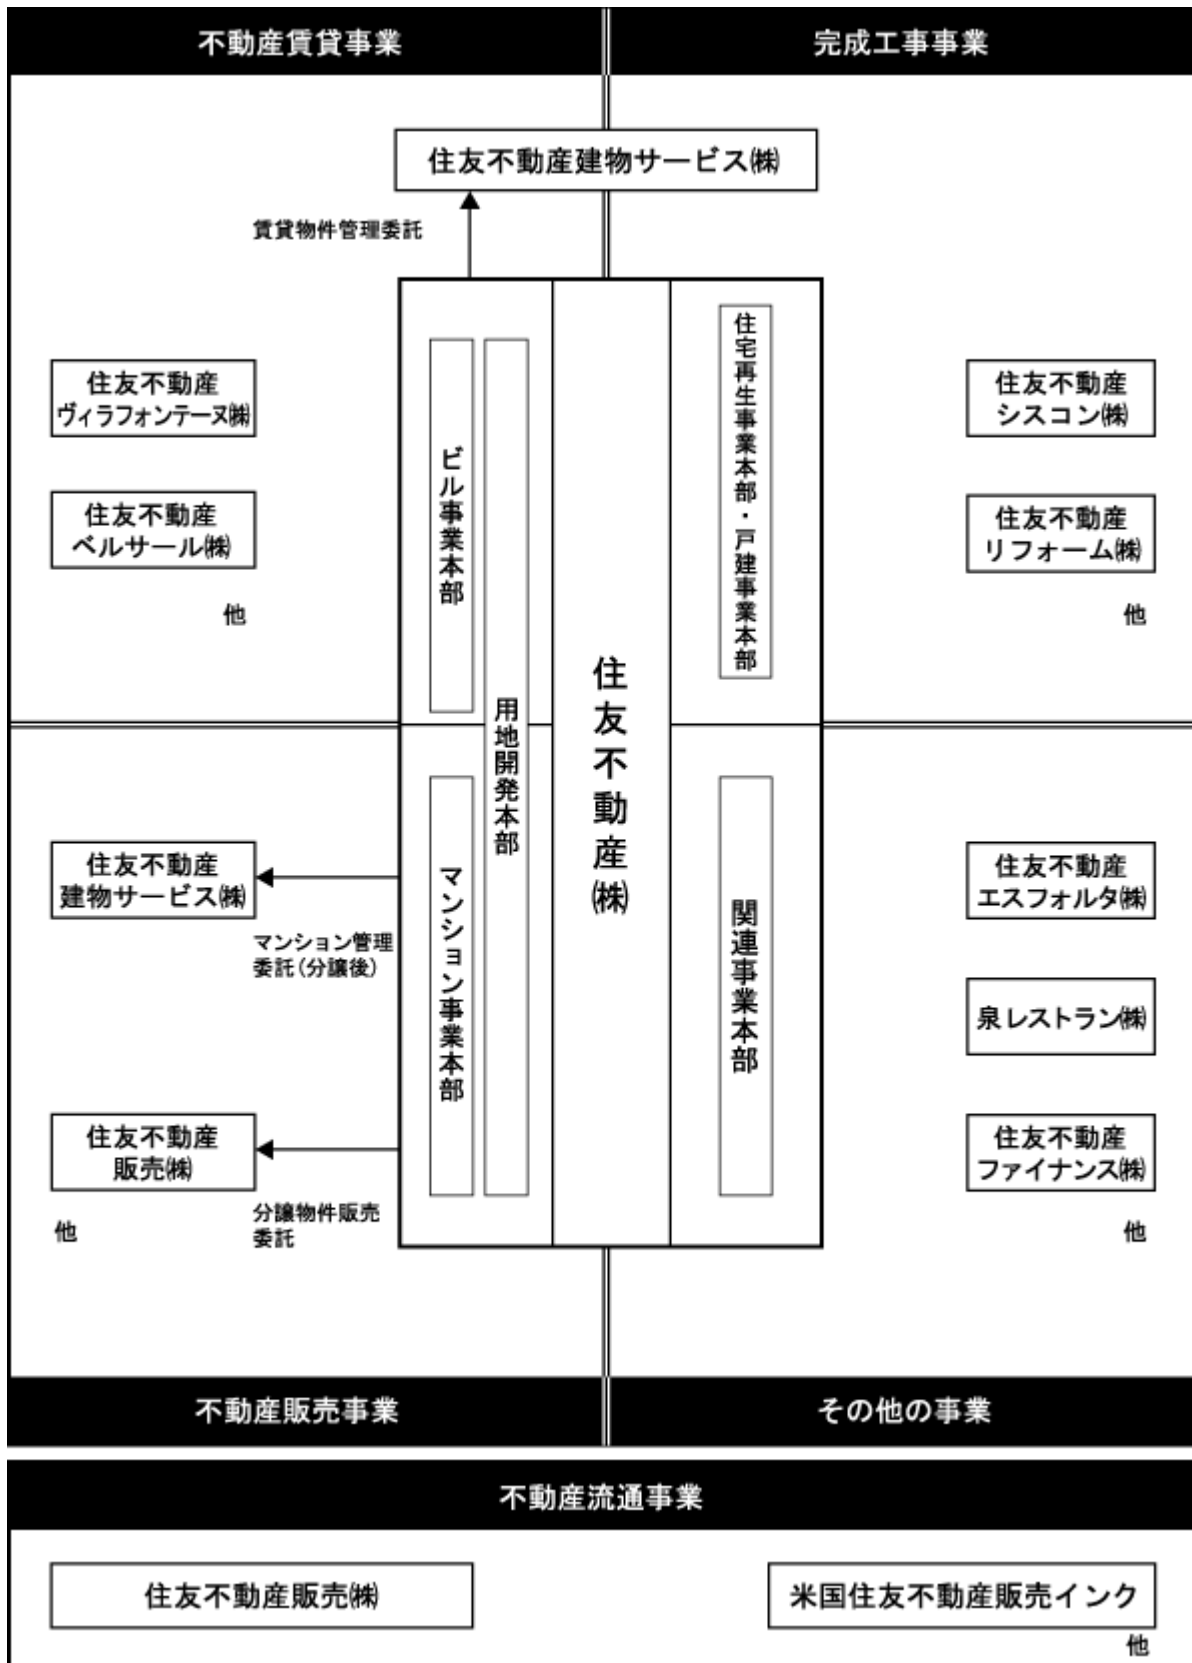 不動産賃貸事業
完成工事事業
住友不動産建物サービス㈱
賃貸物件管理委託
住友不動産
ヴィラフォンテーヌ㈱
住友不動産
ベルサール㈱
他
ビル事業本部
用地開発本部
マンション事業本部
住友不動産㈱
住宅再生事業本部・戸建事業本部
関連事業本部
住友不動産
シスコン㈱
住友不動産
リフォーム㈱
他
住友不動産
建物サービス㈱
マンション管理
委託(分譲後)
住友不動産
販売㈱
分譲物件販売
委託
他
住友不動産
エスフォルタ㈱
泉レストラン㈱
住友不動産
ファイナンス㈱
他
不動産販売事業
その他の事業
不動産流通事業
住友不動産販売㈱
米国住友不動産販売インク
他